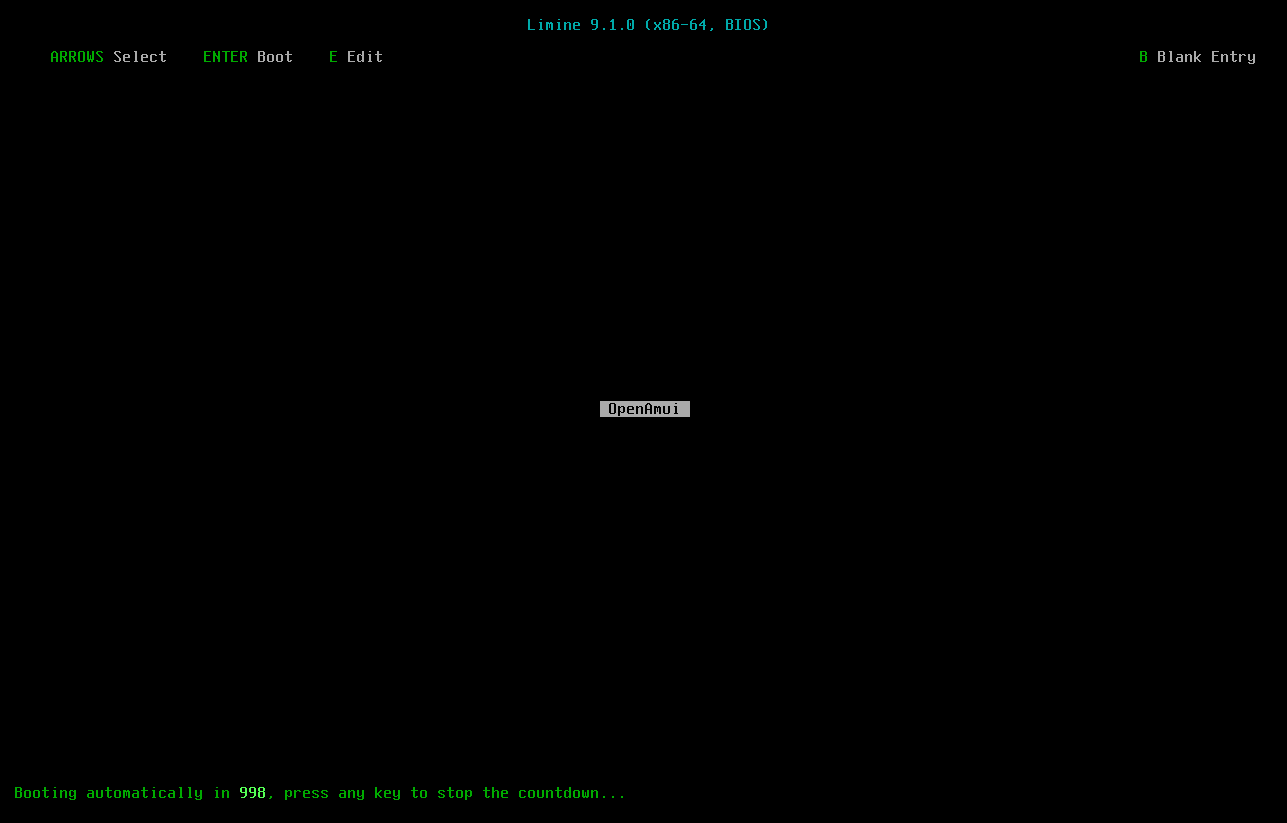 Limine 9.1.0 (x86-64, BIOS)
ARROWS Select    ENTER Boot    E Edit    B Blank Entry
OpenAmui
Booting automatically in 998, press any key to stop the countdown...